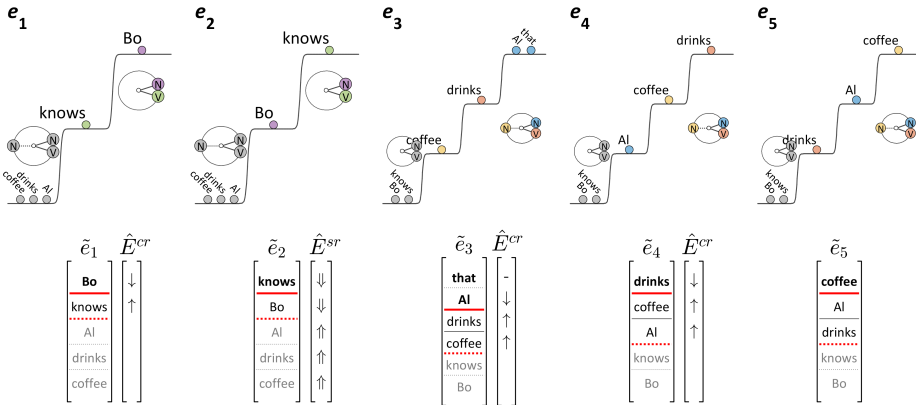 e1
Bo
knows
N
V
N
N
V
coffee
drinks
Al
e2
knows
Bo
N
V
N
N
V
coffee
drinks
Al
e3
Al
that
drinks
coffee
N
V
N
N
V
Bo
knows
e4
drinks
coffee
Al
N
V
N
N
V
Bo
knows
e5
coffee
Al
drinks
N
V
N
N
V
Bo
knows
ẽ1 Ê^cr
Bo ↓
knows ↑
Al
drinks
coffee
ẽ2 Ê^sr
knows ⇓
Bo ⇓
Al ⇑
drinks ⇑
coffee ⇑
ẽ3 Ê^cr
that -
Al ↓
drinks ↑
coffee ↑
knows
Bo
ẽ4 Ê^cr
drinks ↓
coffee ↑
Al ↑
knows
Bo
ẽ5
coffee
Al
drinks
knows
Bo